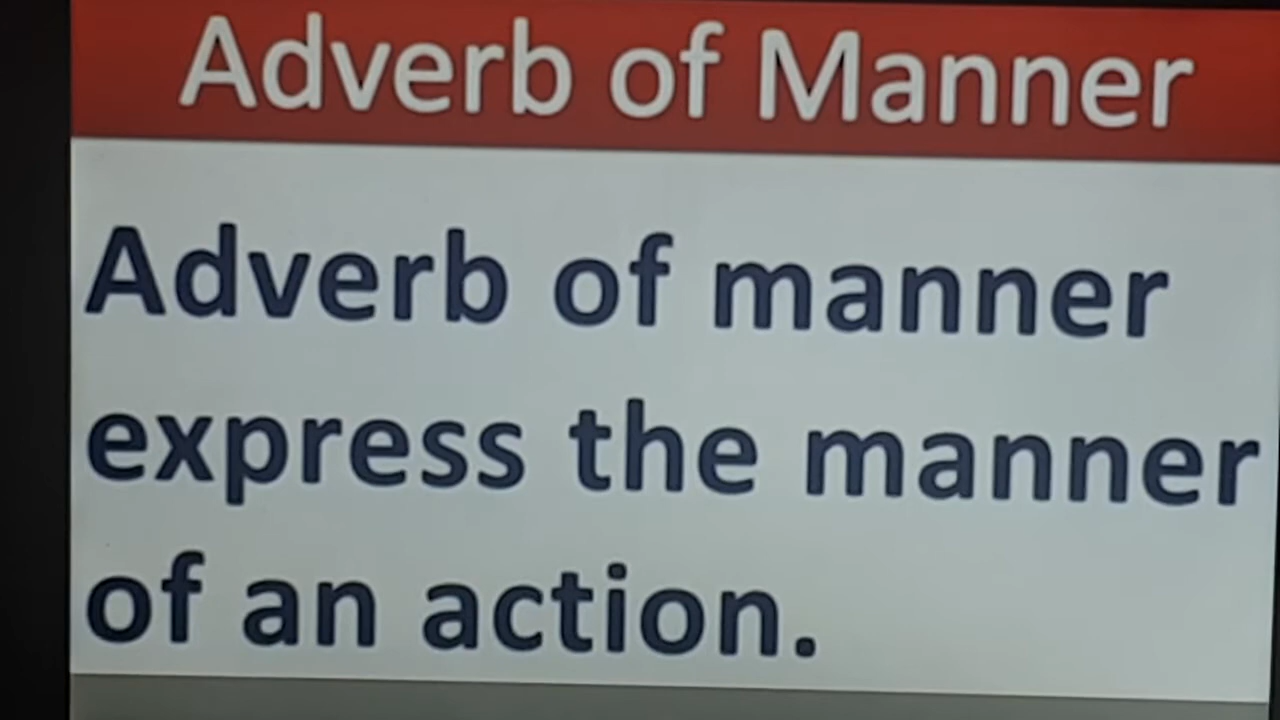 Adverb of Manner
Adverb of manner
express the manner
of an action.